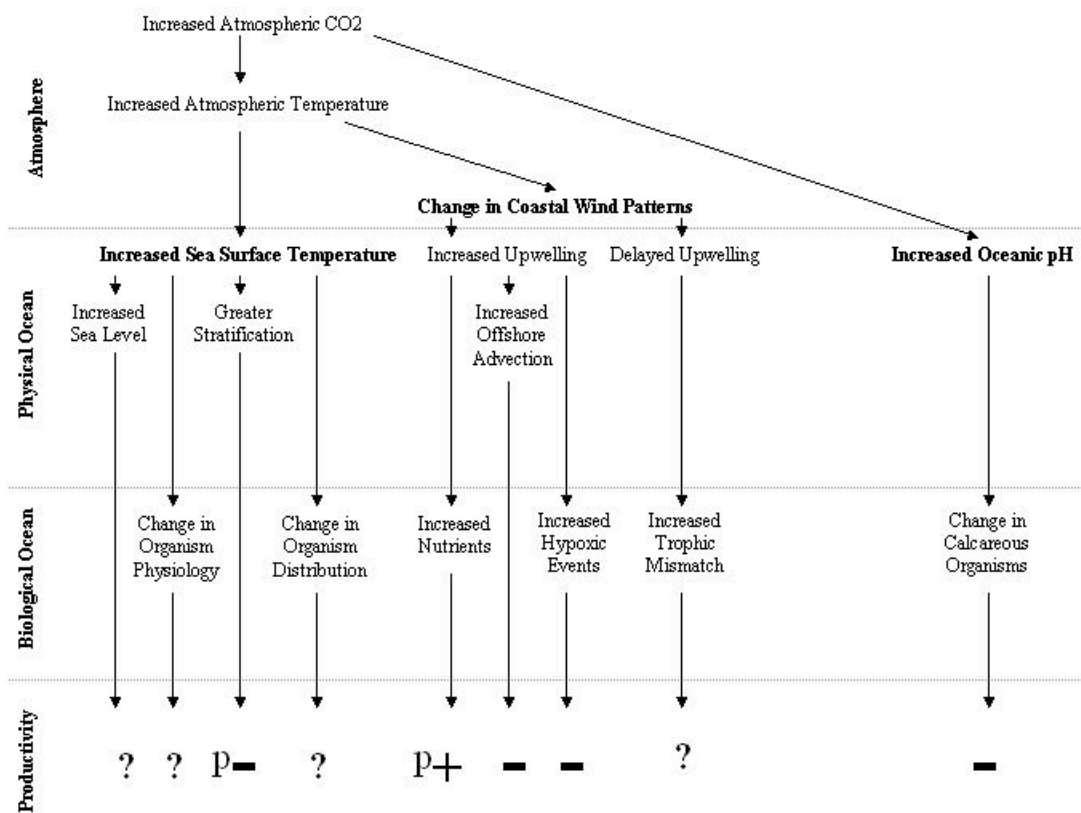 Increased Atmospheric CO2
Atmosphere
Increased Atmospheric Temperature
Change in Coastal Wind Patterns
Physical Ocean
Increased Sea Surface Temperature
Increased Upwelling
Delayed Upwelling
Increased Oceanic pH
Increased
Sea Level
Greater
Stratification
Increased
Offshore
Advection
Biological Ocean
Change in
Organism
Physiology
Change in
Organism
Distribution
Increased
Nutrients
Increased
Hypoxic
Events
Increased
Trophic
Mismatch
Change in
Calcareous
Organisms
Productivity
? ? p- ? p+ - - ? -